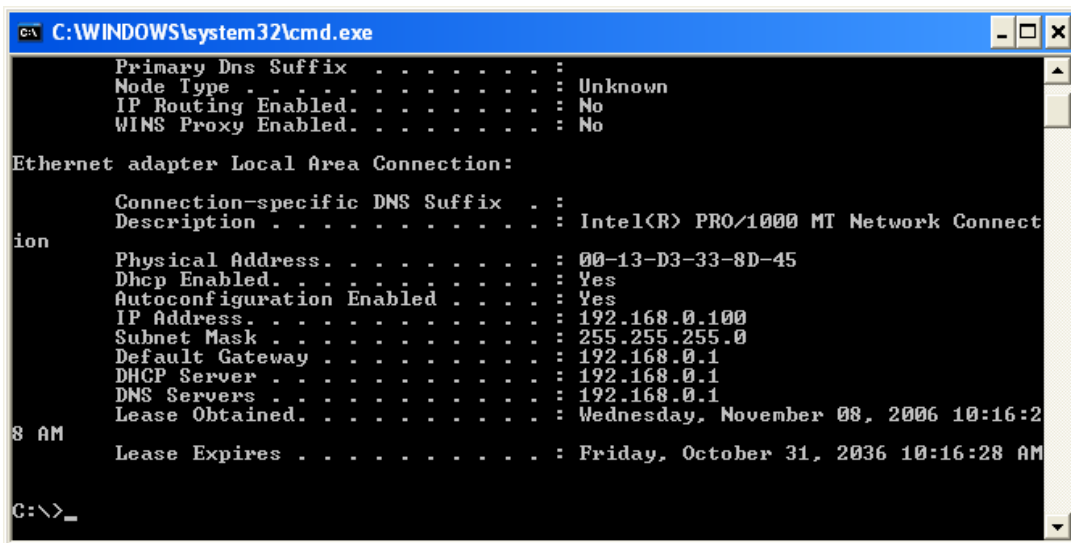 C:\WINDOWS\system32\cmd.exe
Primary Dns Suffix . . . . . . . :
Node Type . . . . . . . . . . . . : Unknown
IP Routing Enabled. . . . . . . . : No
WINS Proxy Enabled. . . . . . . . : No
Ethernet adapter Local Area Connection:
Connection-specific DNS Suffix . :
Description . . . . . . . . . . . : Intel(R) PRO/1000 MT Network Connect
ion
Physical Address. . . . . . . . . : 00-13-D3-33-8D-45
Dhcp Enabled. . . . . . . . . . . : Yes
Autoconfiguration Enabled . . . . : Yes
IP Address. . . . . . . . . . . . : 192.168.0.100
Subnet Mask . . . . . . . . . . . : 255.255.255.0
Default Gateway . . . . . . . . . : 192.168.0.1
DHCP Server . . . . . . . . . . . : 192.168.0.1
DNS Servers . . . . . . . . . . . : 192.168.0.1
Lease Obtained. . . . . . . . . . : Wednesday, November 08, 2006 10:16:2
8 AM
Lease Expires . . . . . . . . . . : Friday, October 31, 2036 10:16:28 AM
C:\>_